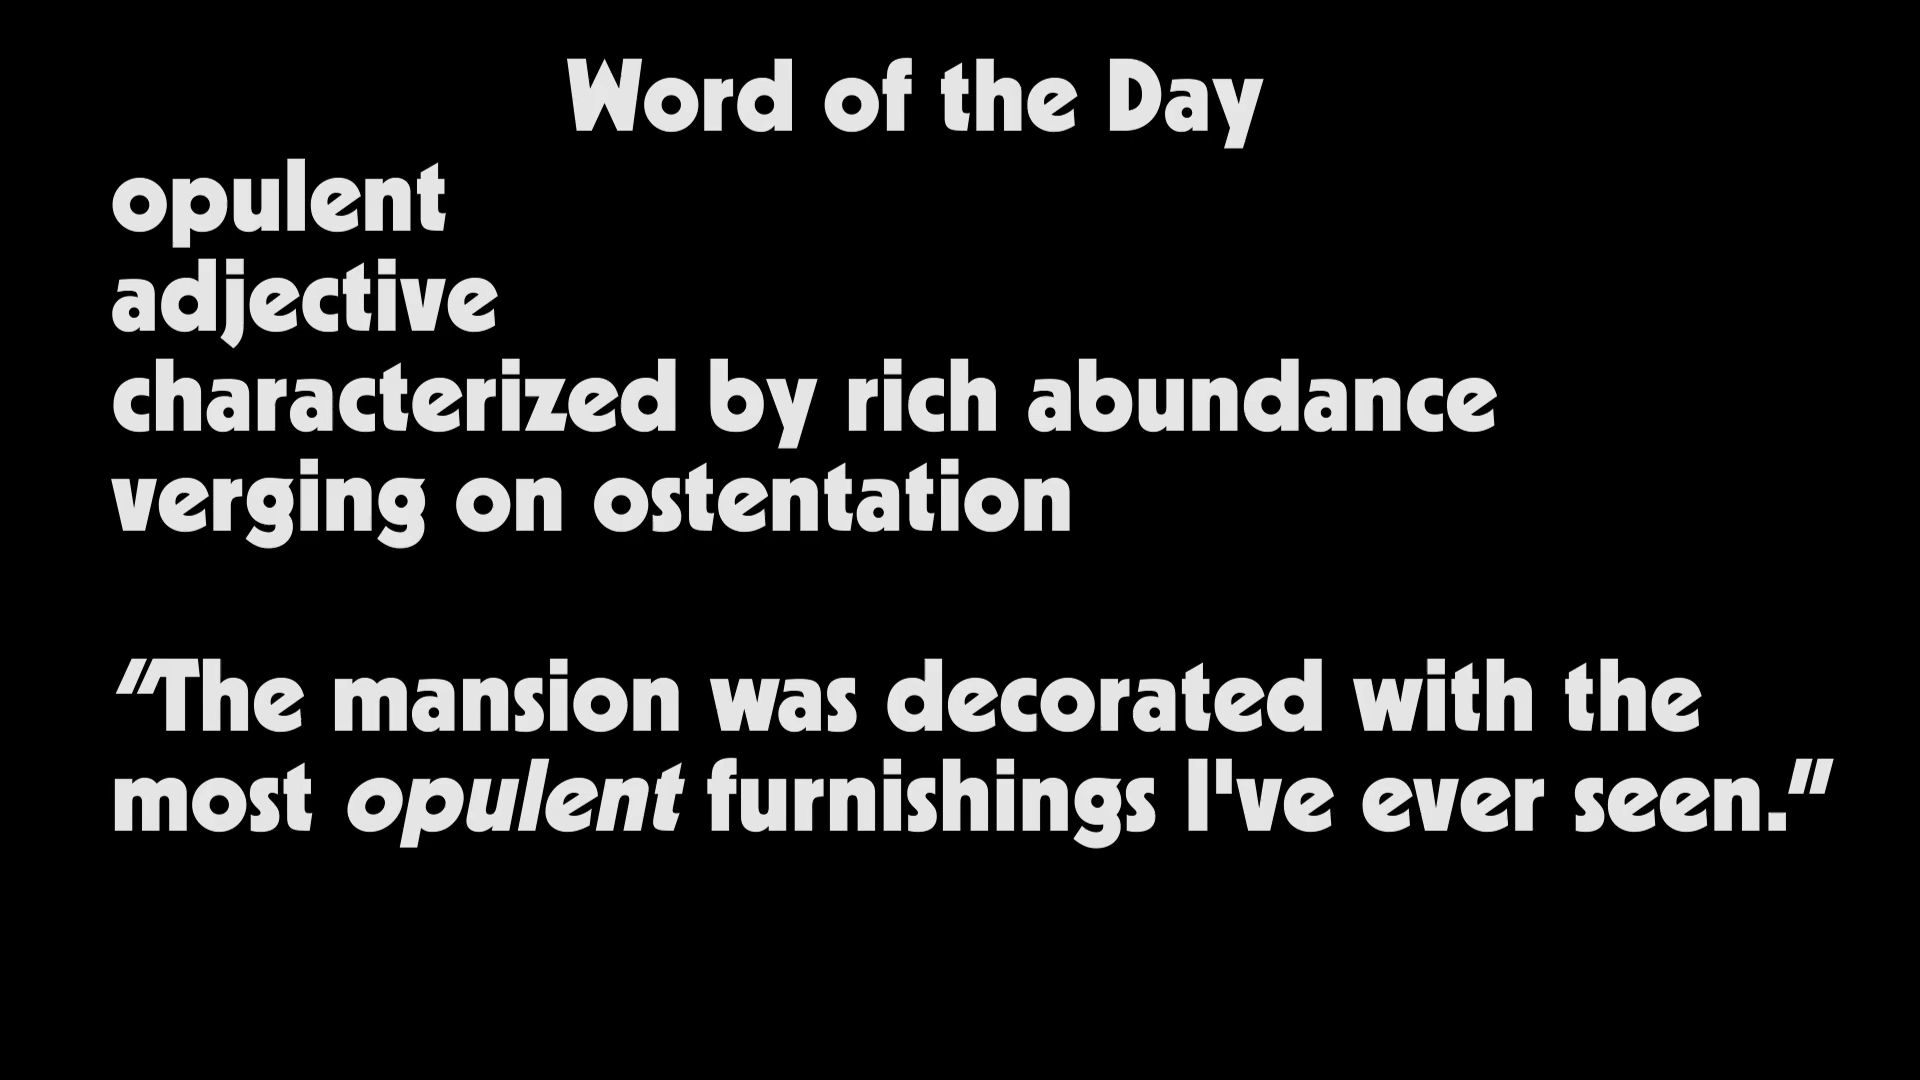 Word of the Day
opulent
adjective
characterized by rich abundance
verging on ostentation
“The mansion was decorated with the
most opulent furnishings I've ever seen.”